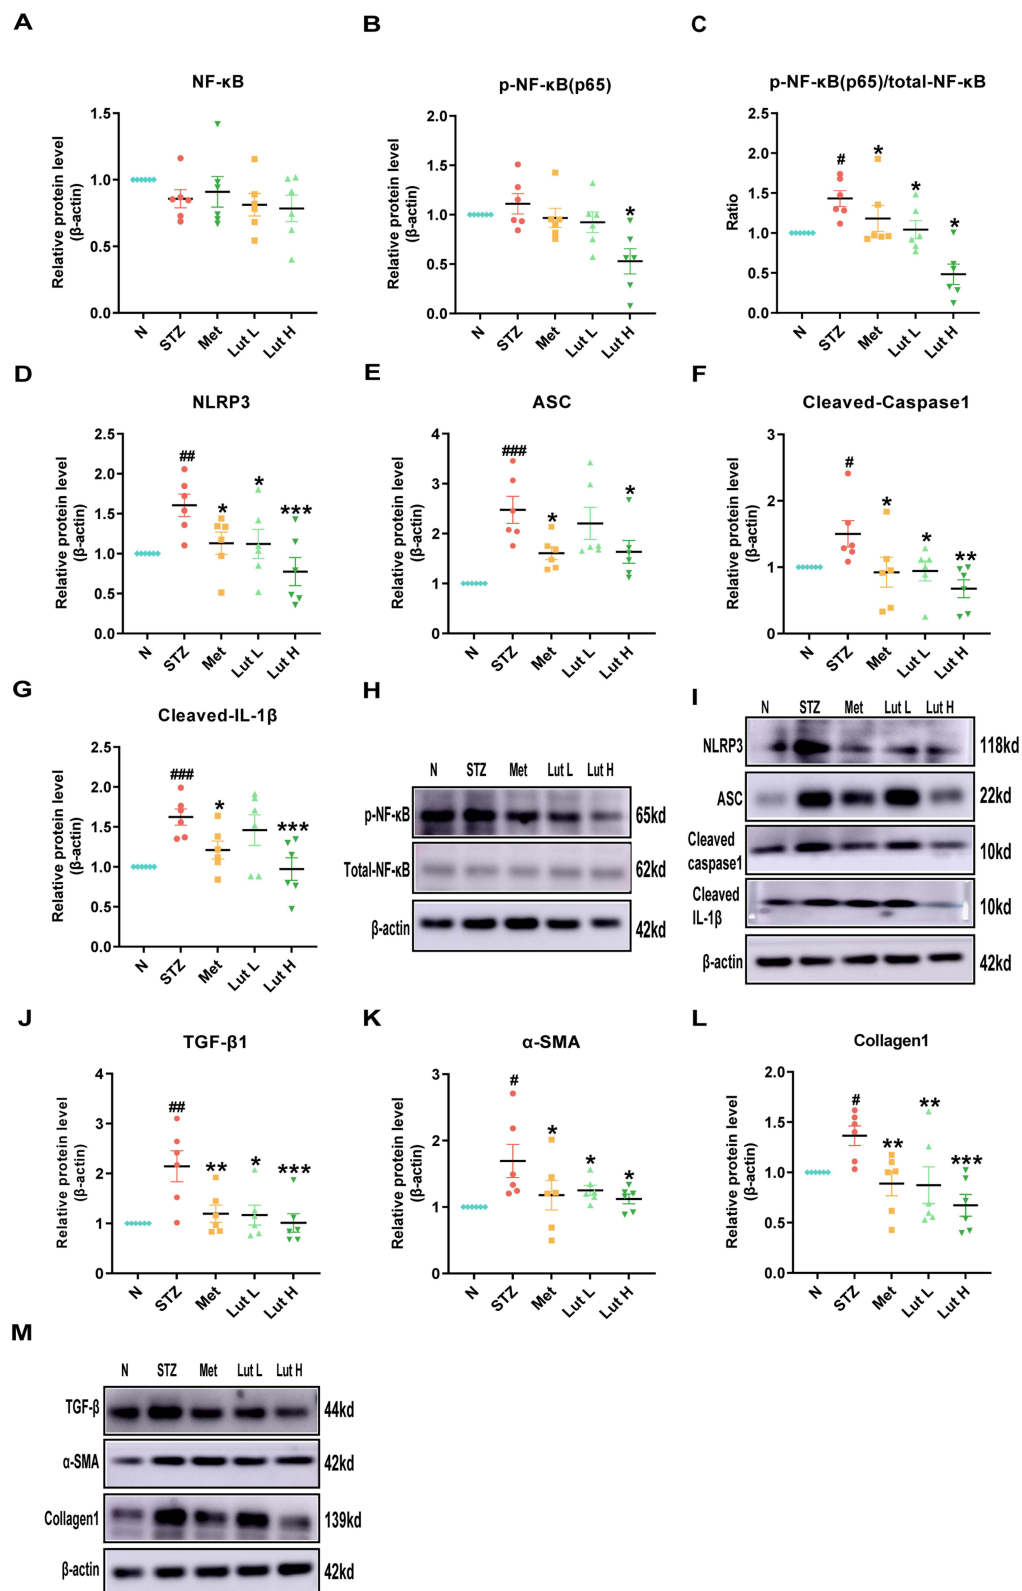 A
B
C
NF-κB
p-NF-κB(p65)
p-NF-κB(p65)/total-NF-κB
Relative protein level
(β-actin)
1.5
1.0
0.5
0.0
N
STZ
Met
Lut L
Lut H
Relative protein level
(β-actin)
2.0
1.5
1.0
0.5
0.0
*
N
STZ
Met
Lut L
Lut H
Ratio
2.5
2.0
1.5
1.0
0.5
0.0
#
*
*
*
N
STZ
Met
Lut L
Lut H
D
E
F
NLRP3
ASC
Cleaved-Caspase1
Relative protein level
(β-actin)
2.5
2.0
1.5
1.0
0.5
0.0
##
*
*
***
N
STZ
Met
Lut L
Lut H
Relative protein level
(β-actin)
4
3
2
1
0
###
*
*
N
STZ
Met
Lut L
Lut H
Relative protein level
(β-actin)
3
2
1
0
#
*
*
**
N
STZ
Met
Lut L
Lut H
G
H
I
Cleaved-IL-1β
Relative protein level
(β-actin)
2.5
2.0
1.5
1.0
0.5
0.0
###
*
***
N
STZ
Met
Lut L
Lut H
N STZ Met Lut L Lut H
p-NF-κB 65kd
Total-NF-κB 62kd
β-actin 42kd
N STZ Met Lut L Lut H
NLRP3 118kd
ASC 22kd
Cleaved
caspase1 10kd
Cleaved
IL-1β 10kd
β-actin 42kd
J
K
L
TGF-β1
α-SMA
Collagen1
Relative protein level
(β-actin)
4
3
2
1
0
##
**
*
***
N
STZ
Met
Lut L
Lut H
Relative protein level
(β-actin)
3
2
1
0
#
*
*
*
N
STZ
Met
Lut L
Lut H
Relative protein level
(β-actin)
2.0
1.5
1.0
0.5
0.0
#
**
**
***
N
STZ
Met
Lut L
Lut H
M
N STZ Met Lut L Lut H
TGF-β 44kd
α-SMA 42kd
Collagen1 139kd
β-actin 42kd